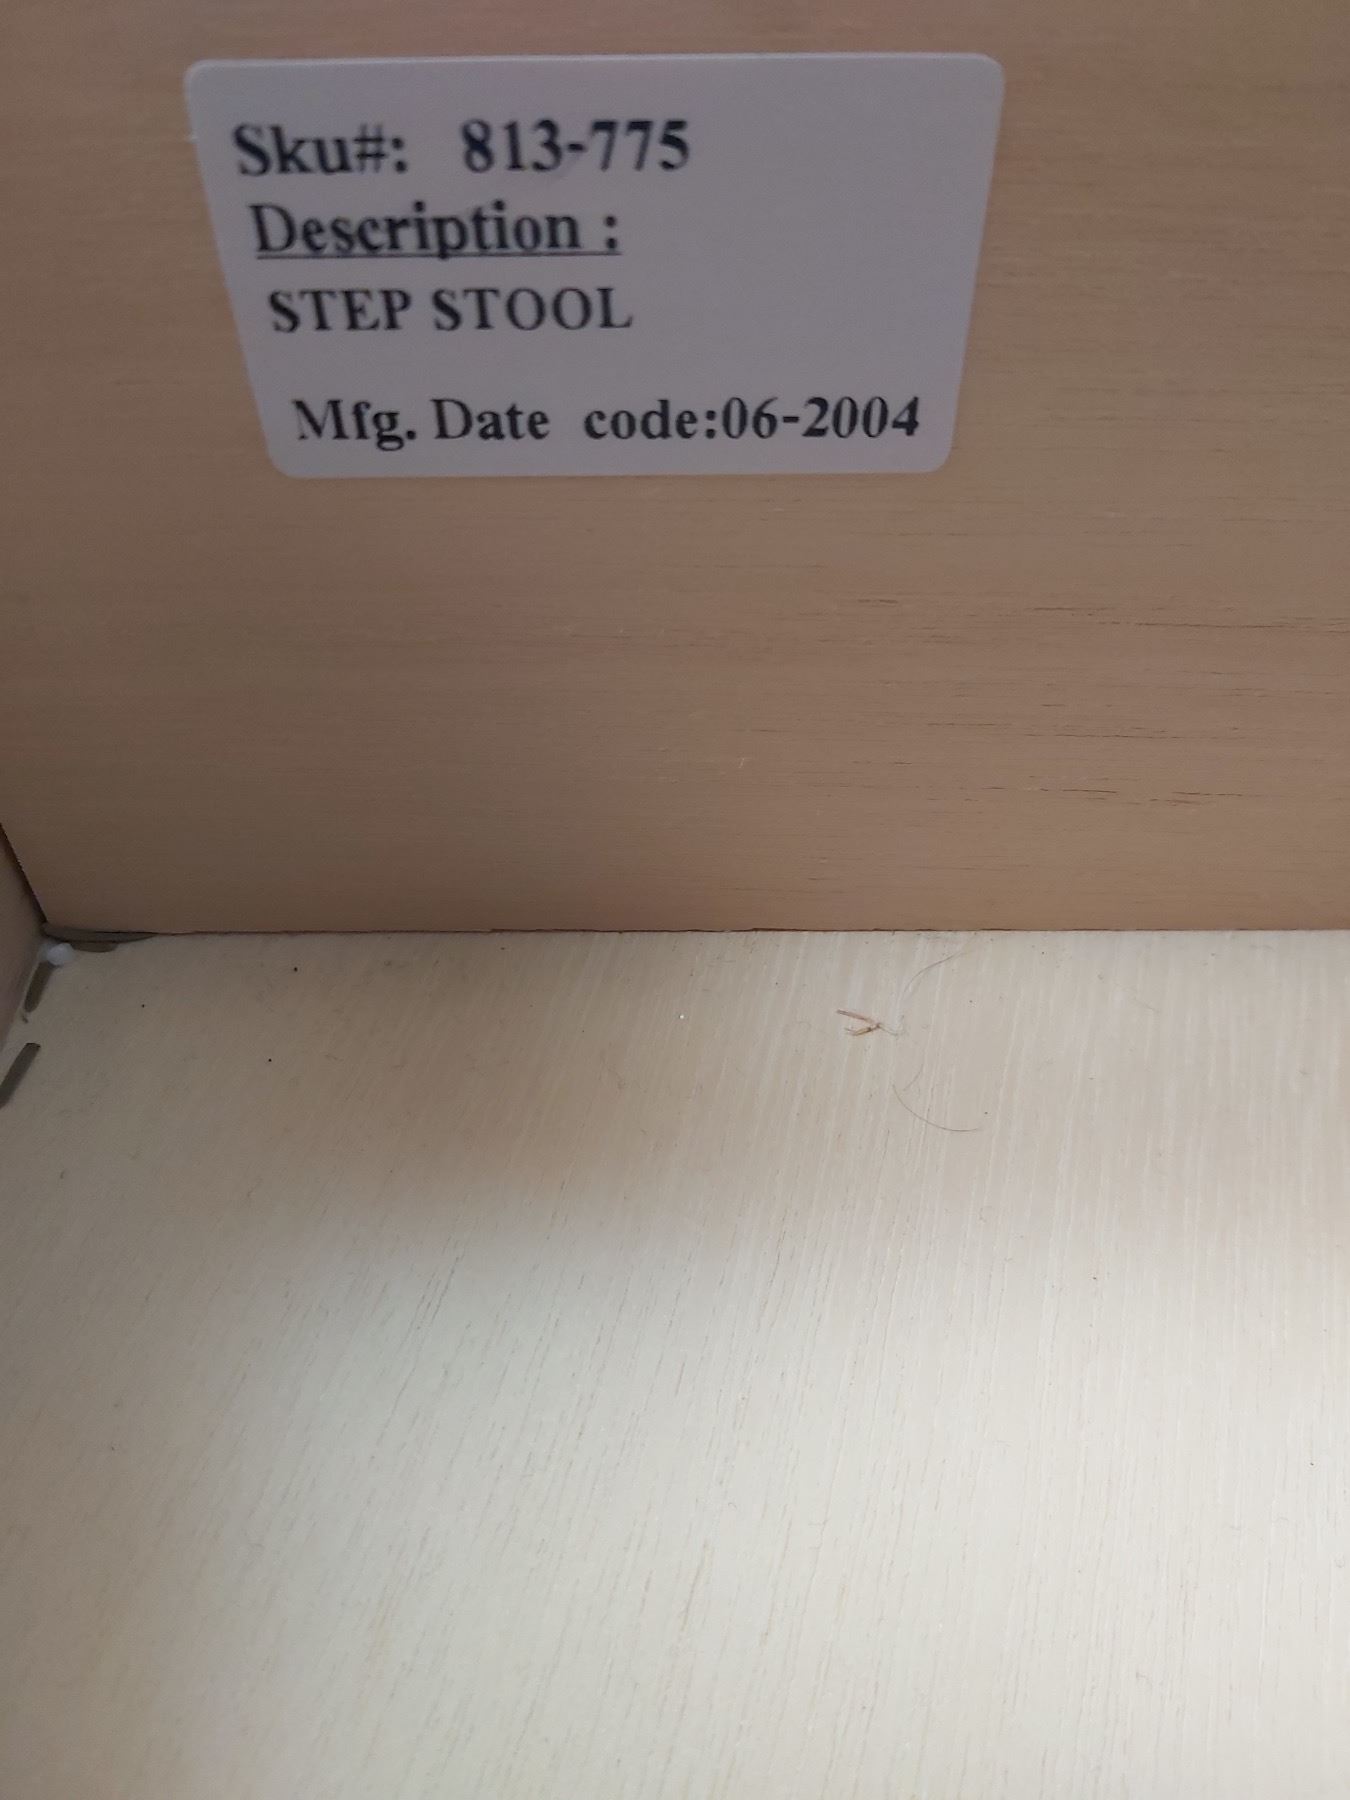 Sku#: 813-775
Description :
STEP STOOL
Mfg. Date code:06-2004